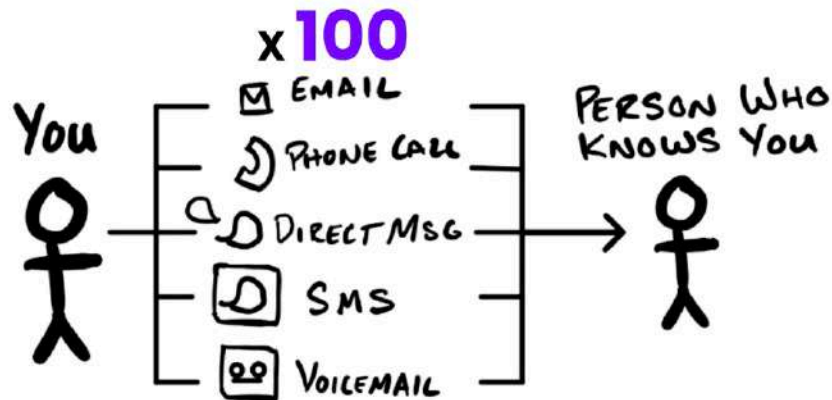 x100
You
EMAIL
PHONE CALL
DIRECT MSG
SMS
VOICEMAIL
PERSON WHO
KNOWS YOU